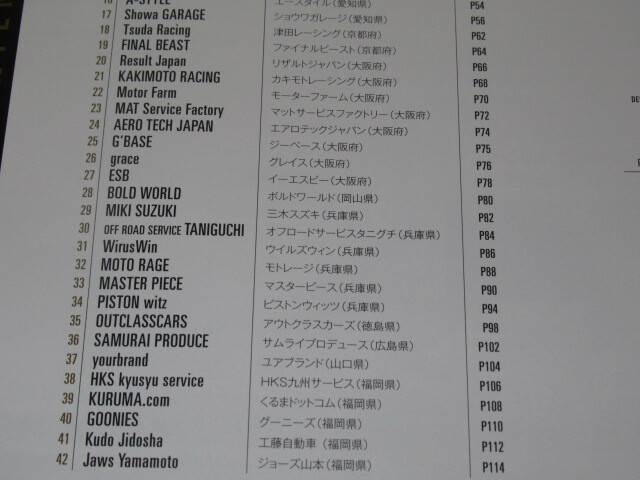 16 A-STYLE エースタイル(愛知県) P54
17 Showa GARAGE ショウワガレージ(愛知県) P56
18 Tsuda Racing 津田レーシング(京都府) P62
19 FINAL BEAST ファイナルビースト(京都府) P64
20 Result Japan リザルトジャパン(大阪府) P66
21 KAKIMOTO RACING カキモトレーシング(大阪府) P68
22 Motor Farm モーターファーム(大阪府) P70
23 MAT Service Factory マットサービスファクトリー(大阪府) P72
24 AERO TECH JAPAN エアロテックジャパン(大阪府) P74
25 G'BASE ジーベース(大阪府) P75
26 grace グレイス(大阪府) P76
27 ESB イーエスビー(大阪府) P78
28 BOLD WORLD ボルドワールド(岡山県) P80
29 MIKI SUZUKI 三木スズキ(兵庫県) P82
30 OFF ROAD SERVICE TANIGUCHI オフロードサービスタニグチ(兵庫県) P84
31 WirusWin ウイルズウィン(兵庫県) P86
32 MOTO RAGE モトレージ(兵庫県) P88
33 MASTER PIECE マスターピース(兵庫県) P90
34 PISTON witz ピストンウィッツ(兵庫県) P94
35 OUTCLASSCARS アウトクラスカーズ(徳島県) P98
36 SAMURAI PRODUCE サムライプロデュース(広島県) P102
37 yourbrand ユアブランド(山口県) P104
38 HKS kyusyu service HKS九州サービス(福岡県) P106
39 KURUMA.com くるまドットコム(福岡県) P108
40 GOONIES グーニーズ(福岡県) P110
41 Kudo Jidosha 工藤自動車(福岡県) P112
42 Jaws Yamamoto ジョーズ山本(福岡県) P114